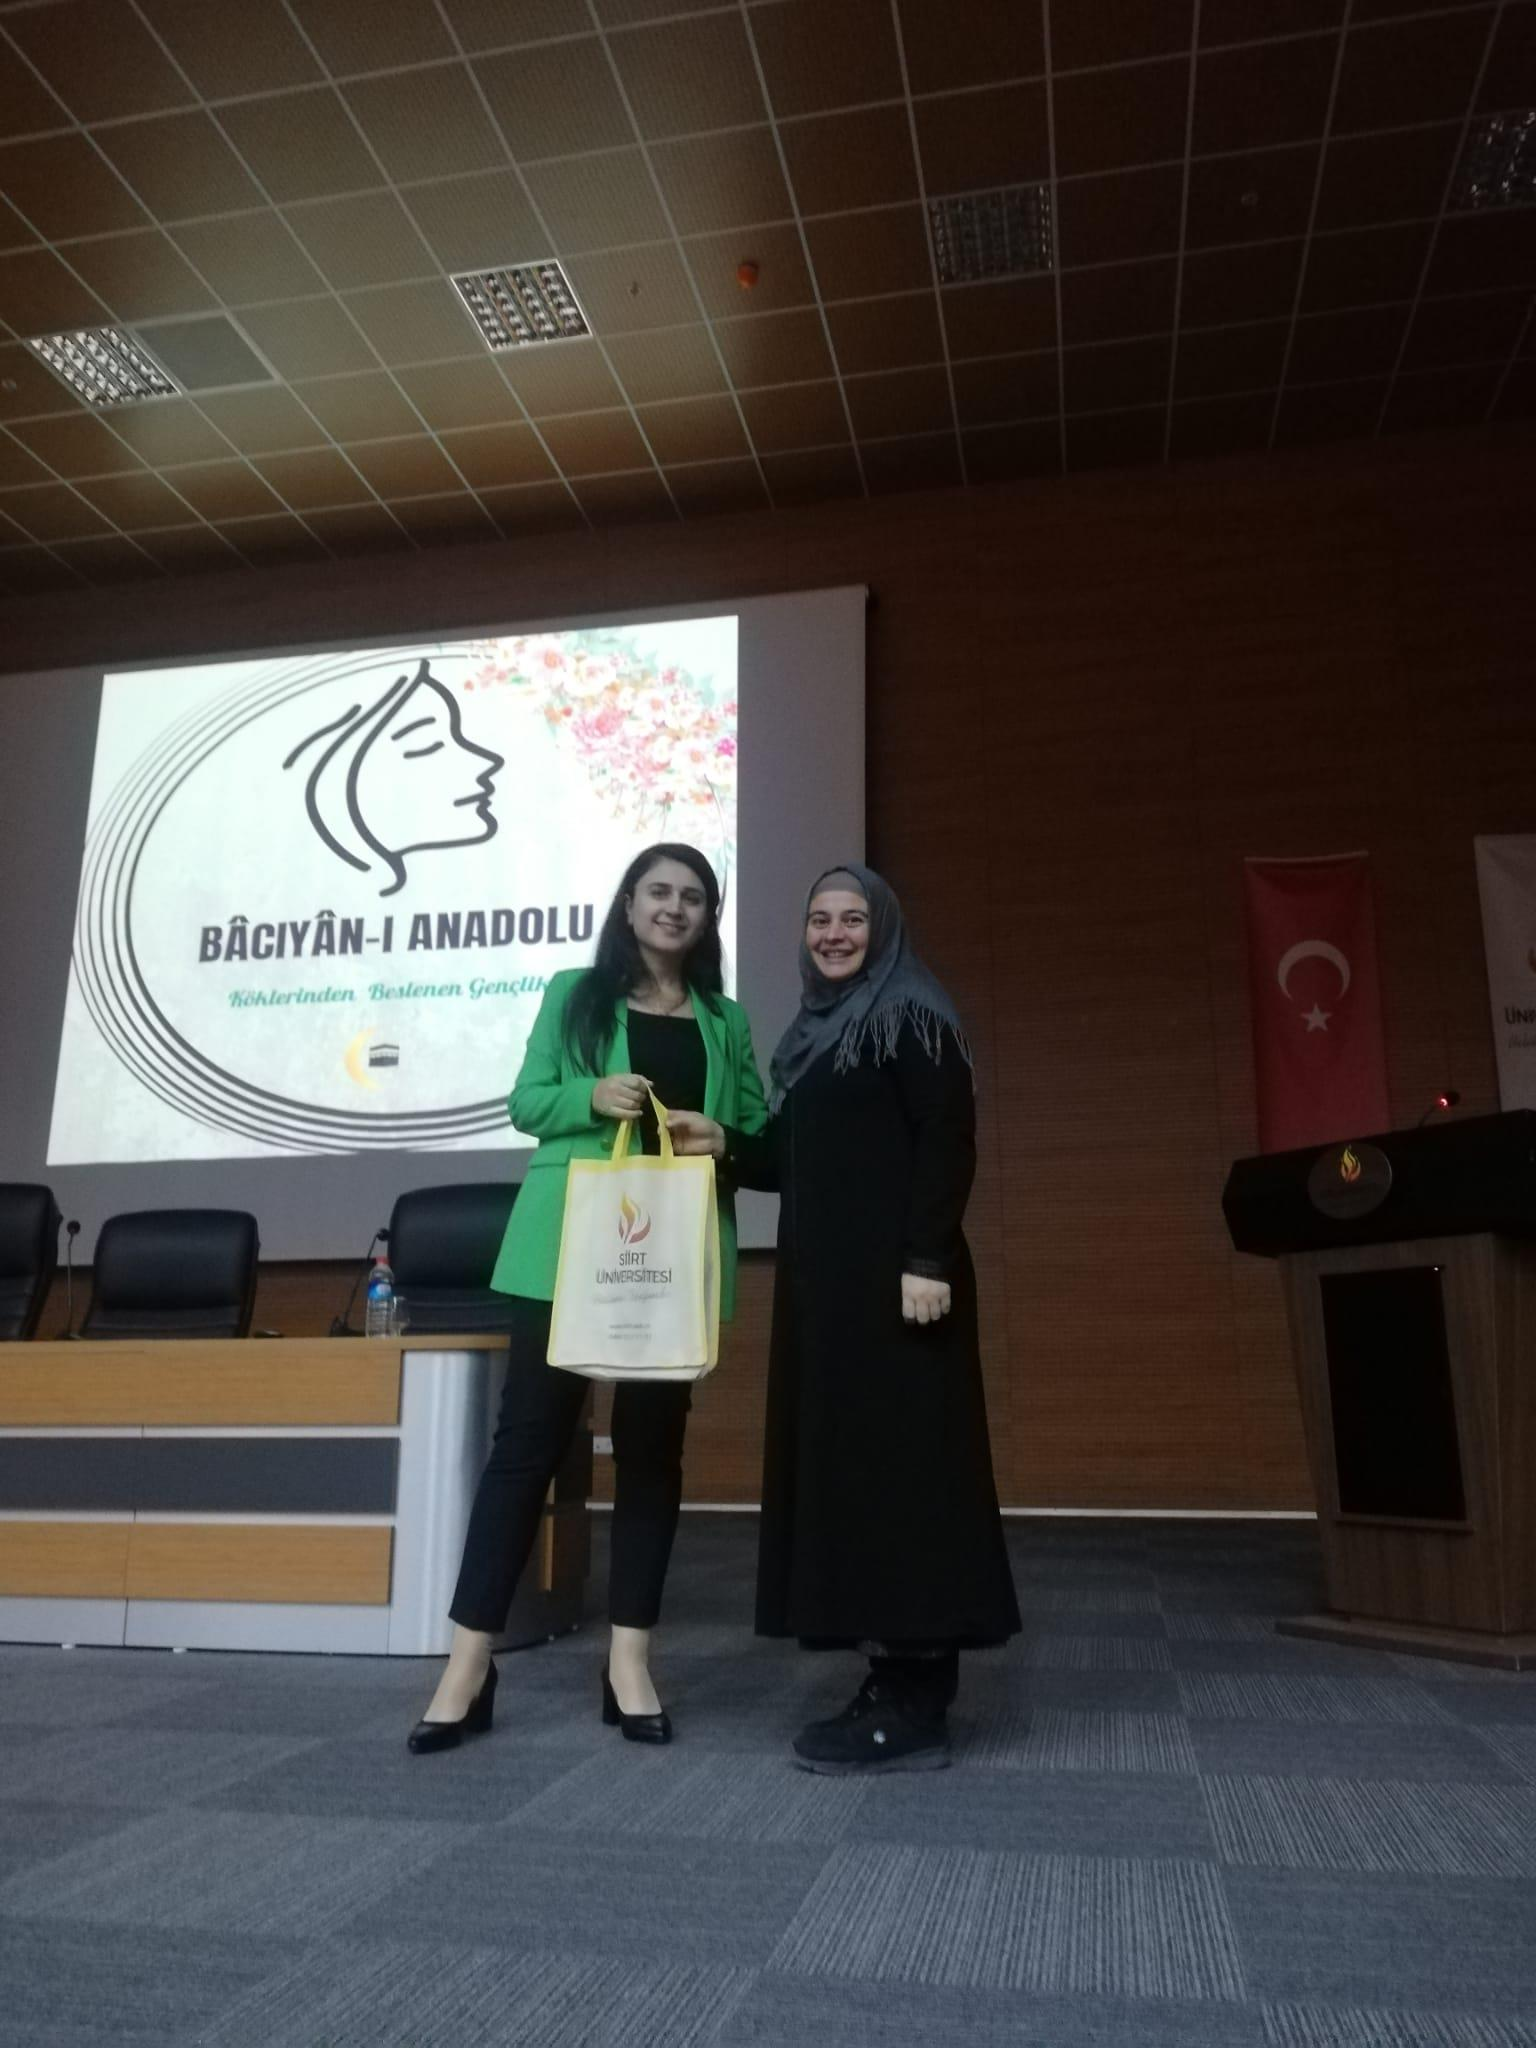 BÂCIYÂN-I ANADOLU
Köklerinden Beslenen Gençlik
SİİRT
ÜNİVERSİTESİ